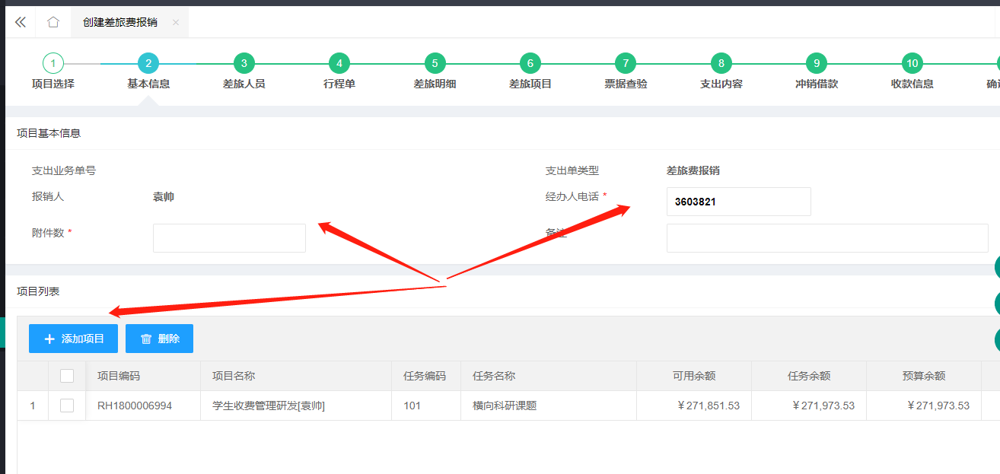 创建差旅费报销
1 2 3 4 5 6 7 8 9 10
项目选择 基本信息 差旅人员 行程单 差旅明细 差旅项目 票据查验 支出内容 冲销借款 收款信息
项目基本信息
支出业务单号 支出单类型 差旅费报销
报销人 袁帅 经办人电话 * 3603821
附件数 * 备注
项目列表
添加项目 删除
项目编码 项目名称 任务编码 任务名称 可用余额 任务余额 预算余额
1 RH1800006994 学生收费管理研发[袁帅] 101 横向科研课题 ￥271,851.53 ￥271,973.53 ￥271,973.53